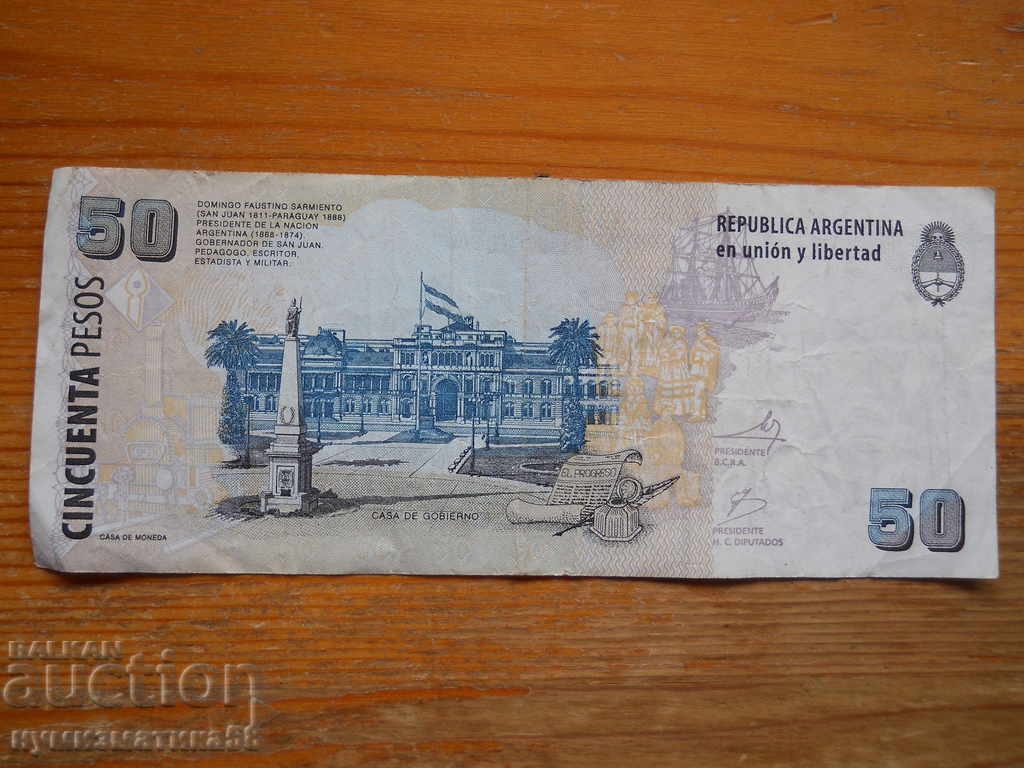 50
CINCUENTA PESOS
DOMINGO FAUSTINO SARMIENTO
(SAN JUAN 1811-PARAGUAY 1888)
PRESIDENTE DE LA NACION
ARGENTINA (1868-1874).
GOBERNADOR DE SAN JUAN.
PEDAGOGO, ESCRITOR,
ESTADISTA Y MILITAR.
REPUBLICA ARGENTINA
en unión y libertad
EL PROGRESO
CASA DE GOBIERNO
CASA DE MONEDA
PRESIDENTE
B.C.R.A.
PRESIDENTE
H. C. DIPUTADOS
50
BALKAN
auction
нумизматика58